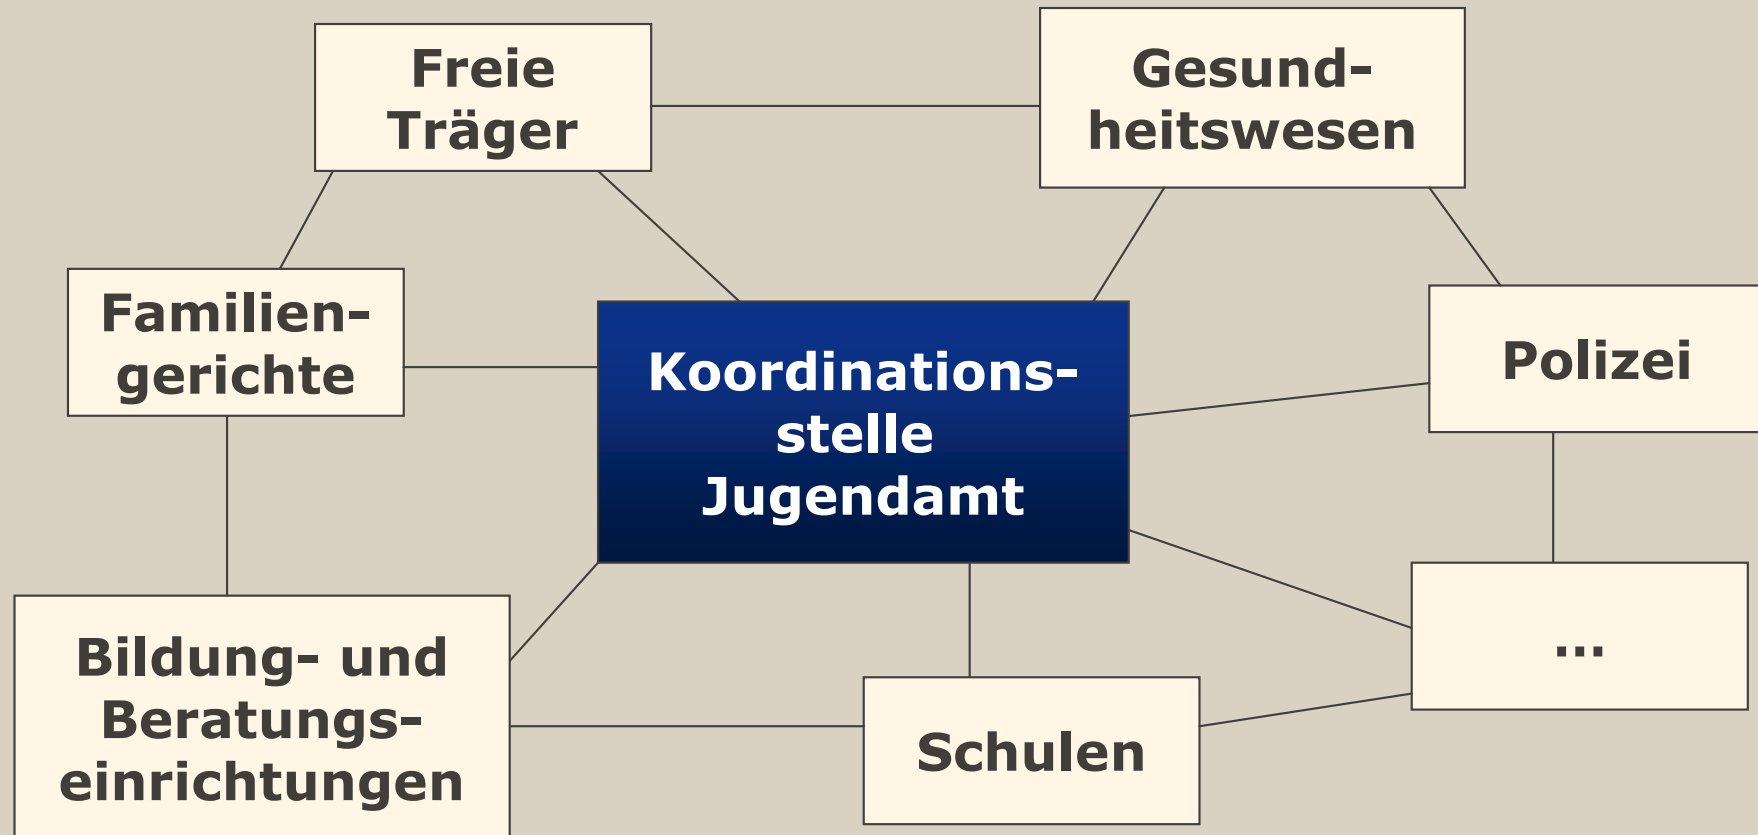 Freie
Träger
Gesund-
heitswesen
Familien-
gerichte
Koordinations-
stelle
Jugendamt
Polizei
Bildung- und
Beratungs-
einrichtungen
Schulen
...